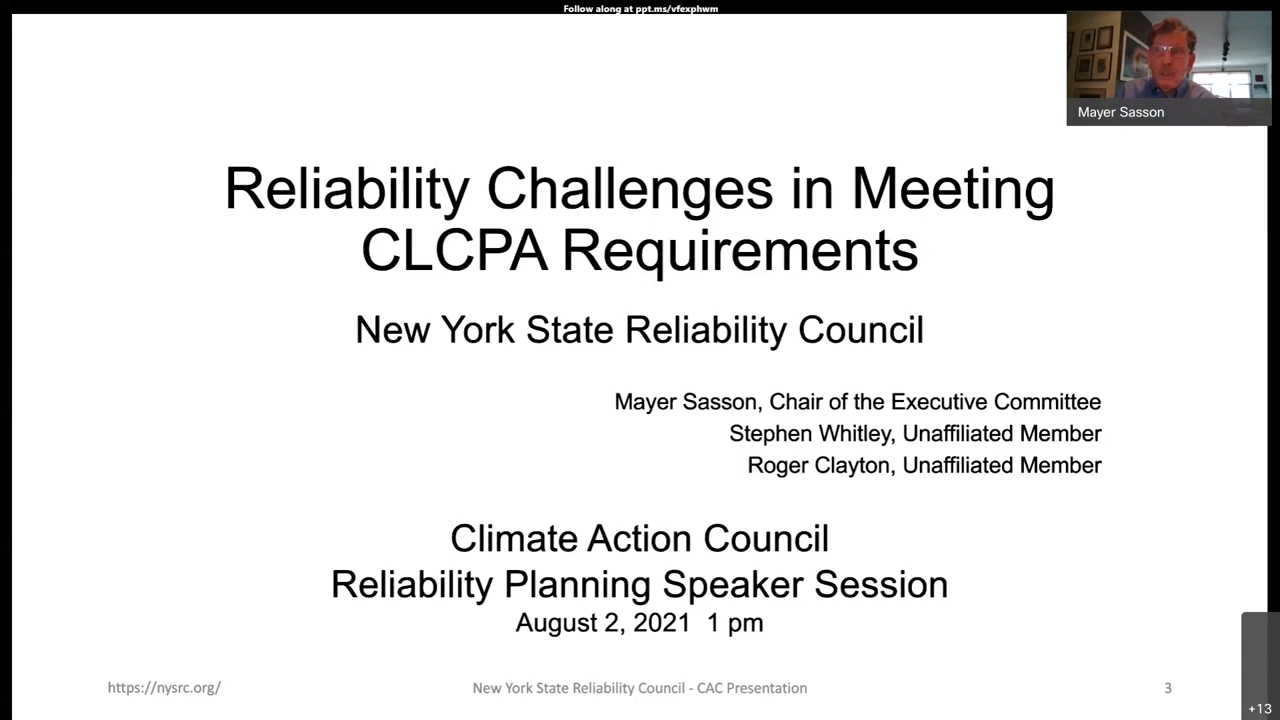 Follow along at ppt.ms/vfexphwm
Mayer Sasson
Reliability Challenges in Meeting
CLCPA Requirements
New York State Reliability Council
Mayer Sasson, Chair of the Executive Committee
Stephen Whitley, Unaffiliated Member
Roger Clayton, Unaffiliated Member
Climate Action Council
Reliability Planning Speaker Session
August 2, 2021 1 pm
https://nysrc.org/
New York State Reliability Council - CAC Presentation
3
+13